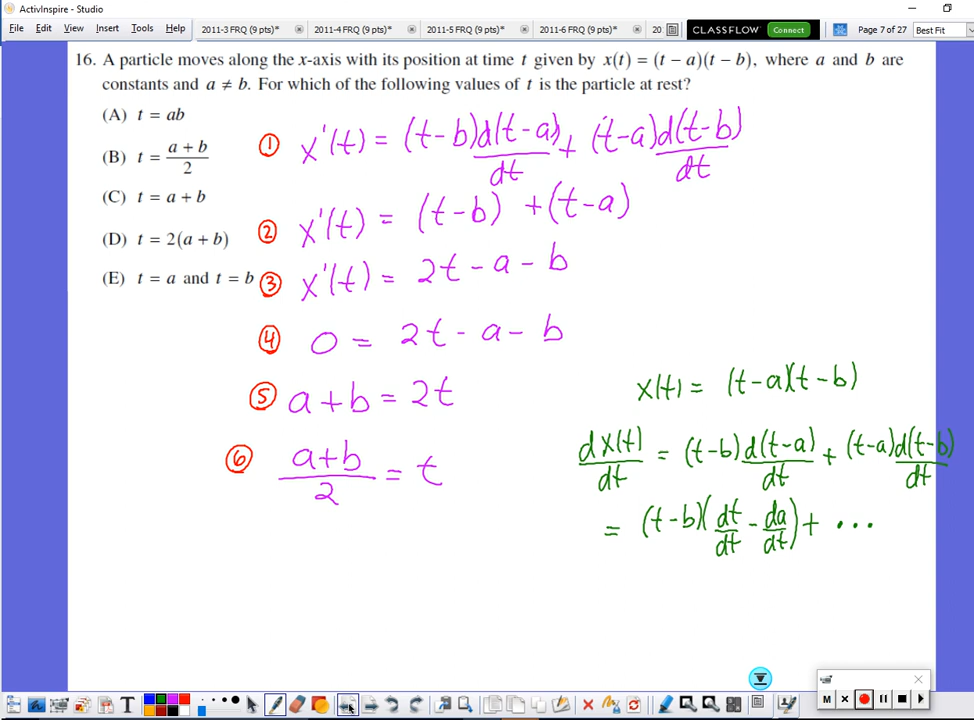 ActivInspire - Studio
File Edit View Insert Tools Help 2011-3 FRQ (9 pts)* 2011-4 FRQ (9 pts)* 2011-5 FRQ (9 pts)* 2011-6 FRQ (9 pts)* 20 CLASSFLOW Connect Page 7 of 27 Best Fit
16. A particle moves along the x-axis with its position at time t given by x(t) = (t − a)(t − b), where a and b are
constants and a ≠ b. For which of the following values of t is the particle at rest?
(A) t = ab
(B) t = (a + b)/2
(C) t = a + b
(D) t = 2(a + b)
(E) t = a and t = b
① x'(t) = (t-b) d(t-a)/dt + (t-a) d(t-b)/dt
② x'(t) = (t-b) + (t-a)
③ x'(t) = 2t - a - b
④ 0 = 2t - a - b
⑤ a+b = 2t
⑥ (a+b)/2 = t
x(t) = (t-a)(t-b)
dx(t)/dt = (t-b) d(t-a)/dt + (t-a) d(t-b)/dt
= (t-b)(dt/dt - da/dt) + ...
T
M